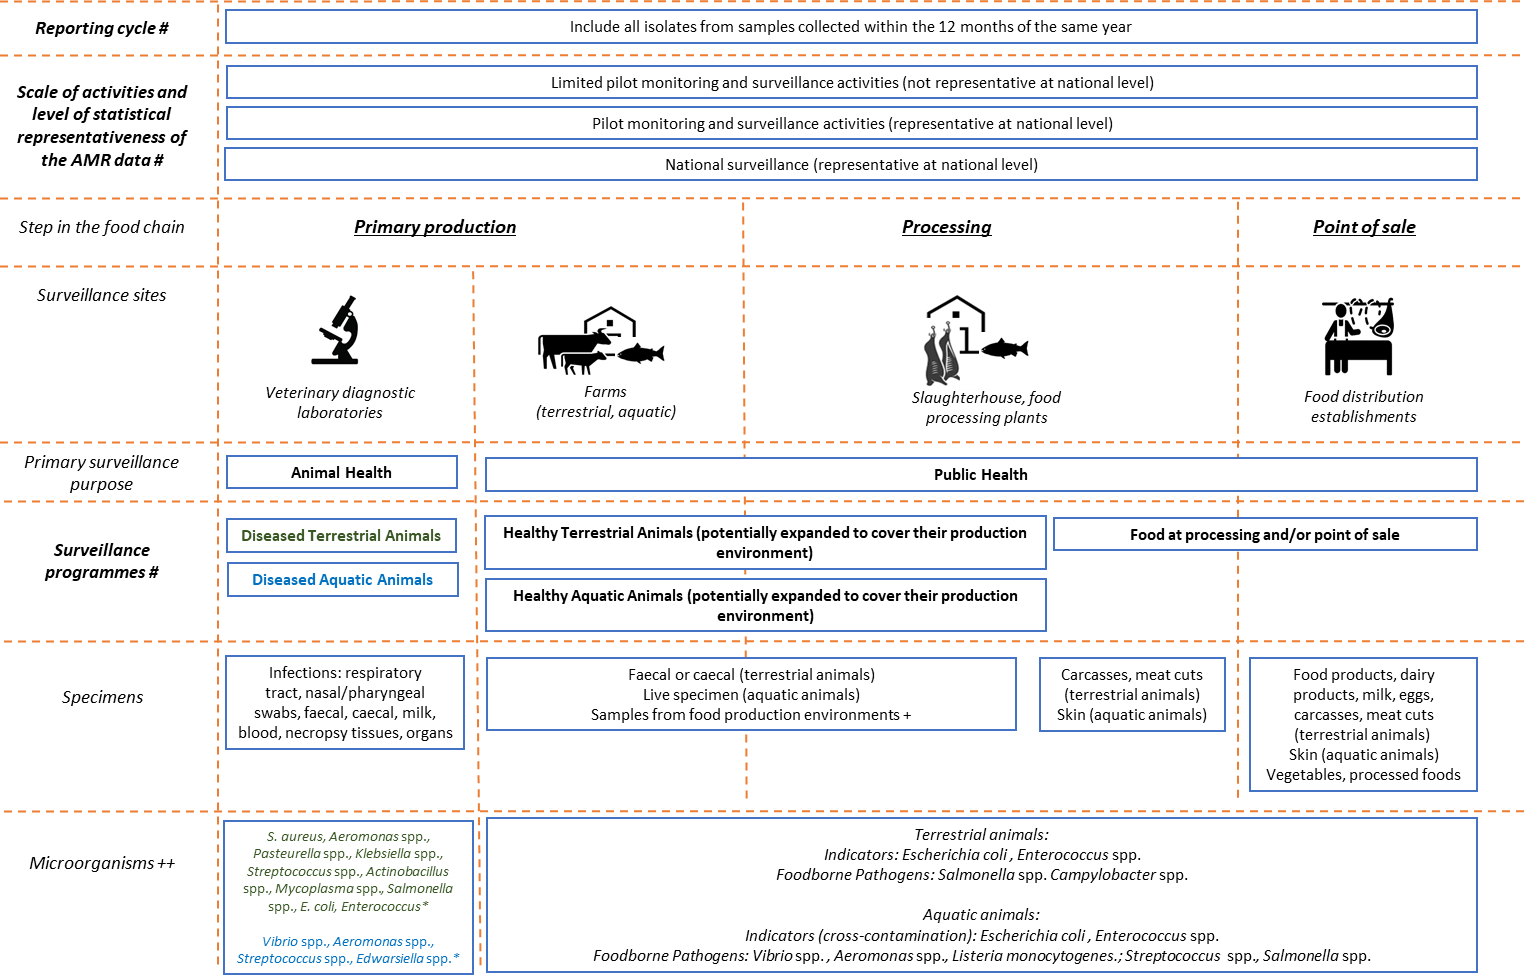 Reporting cycle #
Include all isolates from samples collected within the 12 months of the same year
Scale of activities and
level of statistical
representativeness of
the AMR data #
Limited pilot monitoring and surveillance activities (not representative at national level)
Pilot monitoring and surveillance activities (representative at national level)
National surveillance (representative at national level)
Step in the food chain
Primary production
Processing
Point of sale
Surveillance sites
Veterinary diagnostic
laboratories
Farms
(terrestrial, aquatic)
Slaughterhouse, food
processing plants
Food distribution
establishments
Primary surveillance
purpose
Animal Health
Public Health
Surveillance
programmes #
Diseased Terrestrial Animals
Diseased Aquatic Animals
Healthy Terrestrial Animals (potentially expanded to cover their production
environment)
Healthy Aquatic Animals (potentially expanded to cover their production
environment)
Food at processing and/or point of sale
Specimens
Infections: respiratory
tract, nasal/pharyngeal
swabs, faecal, caecal, milk,
blood, necropsy tissues, organs
Faecal or caecal (terrestrial animals)
Live specimen (aquatic animals)
Samples from food production environments +
Carcasses, meat cuts
(terrestrial animals)
Skin (aquatic animals)
Food products, dairy
products, milk, eggs,
carcasses, meat cuts
(terrestrial animals)
Skin (aquatic animals)
Vegetables, processed foods
Microorganisms ++
S. aureus, Aeromonas spp.,
Pasteurella spp., Klebsiella spp.,
Streptococcus spp., Actinobacillus
spp., Mycoplasma spp., Salmonella
spp., E. coli, Enterococcus*
Vibrio spp., Aeromonas spp.,
Streptococcus spp., Edwarsiella spp.*
Terrestrial animals:
Indicators: Escherichia coli , Enterococcus spp.
Foodborne Pathogens: Salmonella spp. Campylobacter spp.
Aquatic animals:
Indicators (cross-contamination): Escherichia coli , Enterococcus spp.
Foodborne Pathogens: Vibrio spp. , Aeromonas spp., Listeria monocytogenes.; Streptococcus spp., Salmonella spp.